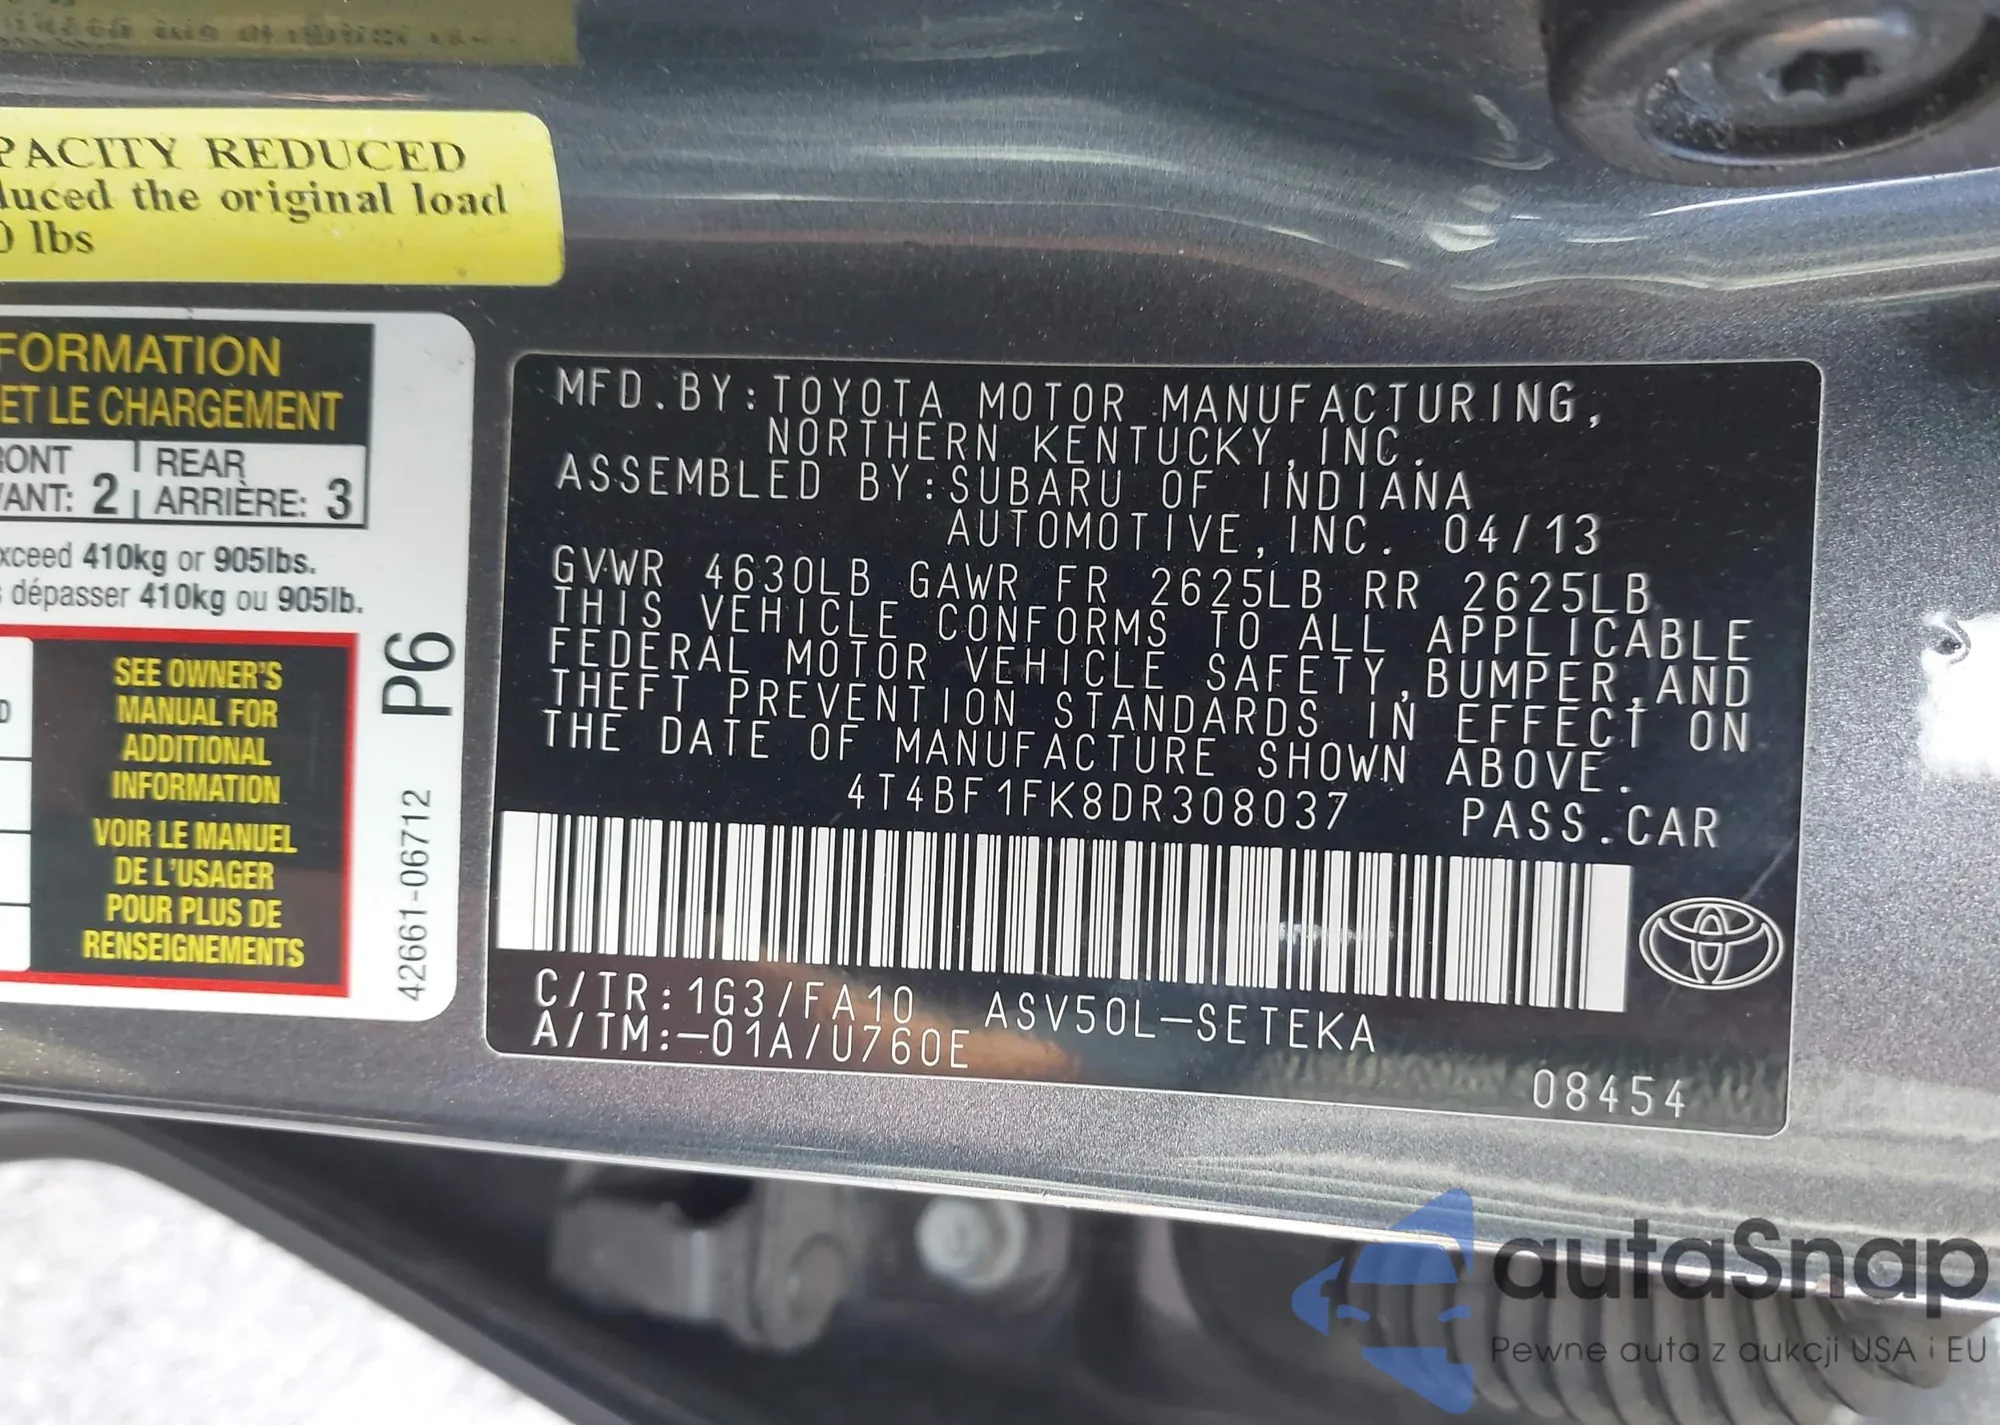 PACITY REDUCED
duced the original load
0 lbs
FORMATION
ET LE CHARGEMENT
RONT REAR
VANT: 2 ARRIÈRE: 3
xceed 410kg or 905lbs.
s dépasser 410kg ou 905lb.
SEE OWNER'S
MANUAL FOR
ADDITIONAL
INFORMATION
VOIR LE MANUEL
DE L'USAGER
POUR PLUS DE
RENSEIGNEMENTS
P6
42661-06712
MFD.BY:TOYOTA MOTOR MANUFACTURING,
NORTHERN KENTUCKY,INC.
ASSEMBLED BY:SUBARU OF INDIANA
AUTOMOTIVE,INC. 04/13
GVWR 4630LB GAWR FR 2625LB RR 2625LB
THIS VEHICLE CONFORMS TO ALL APPLICABLE
FEDERAL MOTOR VEHICLE SAFETY,BUMPER,AND
THEFT PREVENTION STANDARDS IN EFFECT ON
THE DATE OF MANUFACTURE SHOWN ABOVE.
4T4BF1FK8DR308037 PASS.CAR
C/TR:1G3/FA10 ASV50L-SETEKA
A/TM:-01A/U760E
08454
autaSnap
Pewne auta z aukcji USA i EU